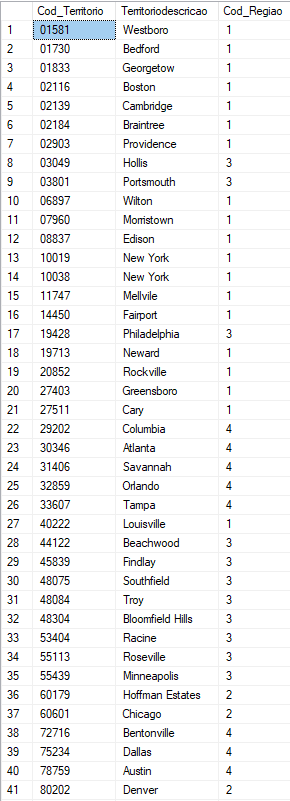 Cod_Territorio Territoriodescricao Cod_Regiao
1 01581 Westboro 1
2 01730 Bedford 1
3 01833 Georgetow 1
4 02116 Boston 1
5 02139 Cambridge 1
6 02184 Braintree 1
7 02903 Providence 1
8 03049 Hollis 3
9 03801 Portsmouth 3
10 06897 Wilton 1
11 07960 Morristown 1
12 08837 Edison 1
13 10019 New York 1
14 10038 New York 1
15 11747 Mellvile 1
16 14450 Fairport 1
17 19428 Philadelphia 3
18 19713 Neward 1
19 20852 Rockville 1
20 27403 Greensboro 1
21 27511 Cary 1
22 29202 Columbia 4
23 30346 Atlanta 4
24 31406 Savannah 4
25 32859 Orlando 4
26 33607 Tampa 4
27 40222 Louisville 1
28 44122 Beachwood 3
29 45839 Findlay 3
30 48075 Southfield 3
31 48084 Troy 3
32 48304 Bloomfield Hills 3
33 53404 Racine 3
34 55113 Roseville 3
35 55439 Minneapolis 3
36 60179 Hoffman Estates 2
37 60601 Chicago 2
38 72716 Bentonville 4
39 75234 Dallas 4
40 78759 Austin 4
41 80202 Denver 2